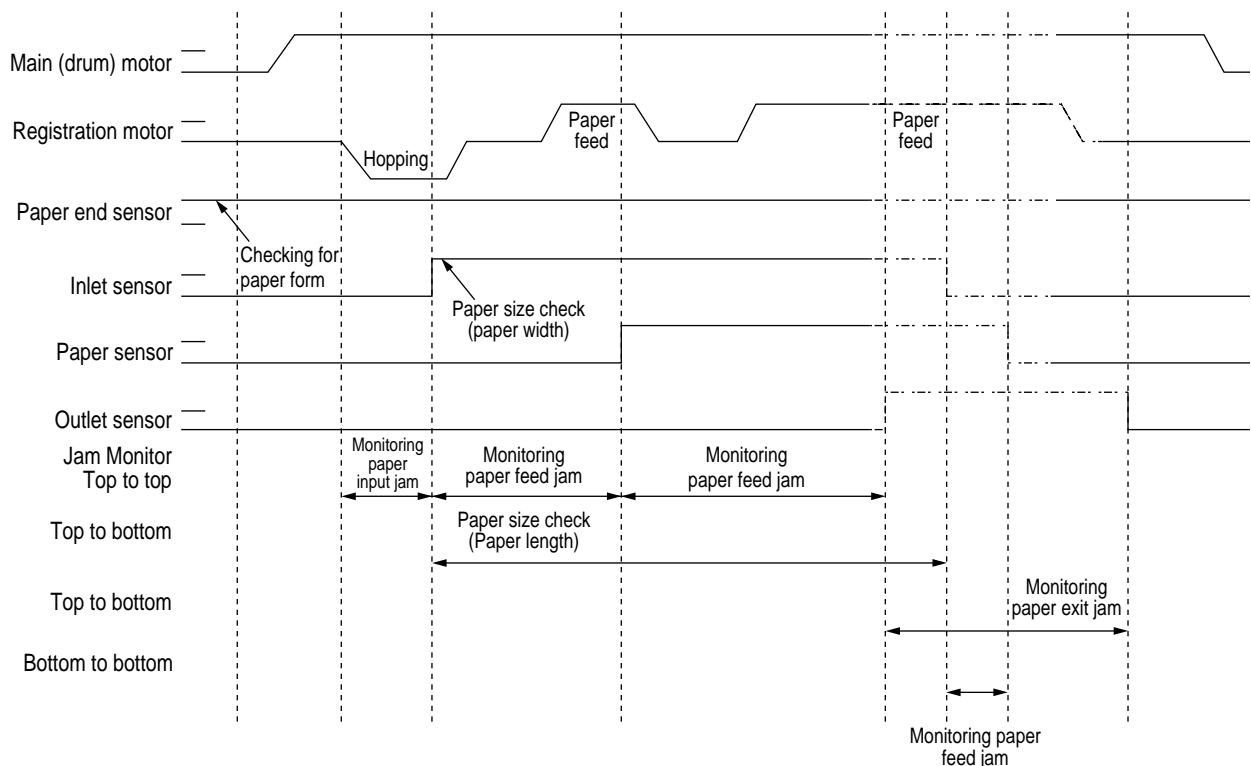 Main (drum) motor
Registration motor
Hopping
Paper
feed
Paper
feed
Paper end sensor
Checking for
paper form
Inlet sensor
Paper size check
(paper width)
Paper sensor
Outlet sensor
Jam Monitor
Top to top
Monitoring
paper
input jam
Monitoring
paper feed jam
Monitoring
paper feed jam
Top to bottom
Paper size check
(Paper length)
Top to bottom
Monitoring
paper exit jam
Bottom to bottom
Monitoring paper
feed jam